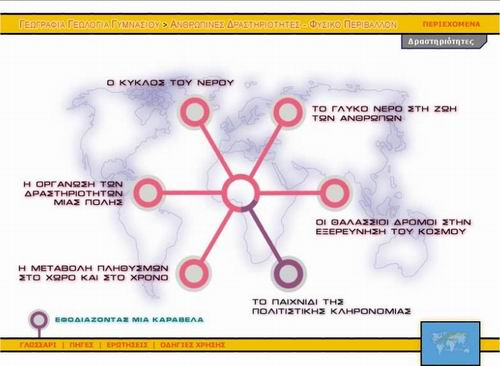 ΓΕΩΓΡΑΦΙΑ ΓΕΩΛΟΓΙΑ ΓΥΜΝΑΣΙΟΥ > ΑΝΘΡΩΠΙΝΕΣ ΔΡΑΣΤΗΡΙΟΤΗΤΕΣ - ΦΥΣΙΚΟ ΠΕΡΙΒΑΛΛΟΝ
ΠΕΡΙΕΧΟΜΕΝΑ
Δραστηριότητες
Ο ΚΥΚΛΟΣ ΤΟΥ ΝΕΡΟΥ
ΤΟ ΓΛΥΚΟ ΝΕΡΟ ΣΤΗ ΖΩΗ
ΤΩΝ ΑΝΘΡΩΠΩΝ
Η ΟΡΓΑΝΩΣΗ ΤΩΝ
ΔΡΑΣΤΗΡΙΟΤΗΤΩΝ
ΜΙΑΣ ΠΟΛΗΣ
ΟΙ ΘΑΛΑΣΣΙΟΙ ΔΡΟΜΟΙ ΣΤΗΝ
ΕΞΕΡΕΥΝΗΣΗ ΤΟΥ ΚΟΣΜΟΥ
Η ΜΕΤΑΒΟΛΗ ΠΛΗΘΥΣΜΩΝ
ΣΤΟ ΧΩΡΟ ΚΑΙ ΣΤΟ ΧΡΟΝΟ
ΤΟ ΠΑΙΧΝΙΔΙ ΤΗΣ
ΠΟΛΙΤΙΣΤΙΚΗΣ ΚΛΗΡΟΝΟΜΙΑΣ
ΕΦΟΔΙΑΖΟΝΤΑΣ ΜΙΑ ΚΑΡΑΒΕΛΑ
ΓΛΩΣΣΑΡΙ | ΠΗΓΕΣ | ΕΡΩΤΗΣΕΙΣ | ΟΔΗΓΙΕΣ ΧΡΗΣΗΣ